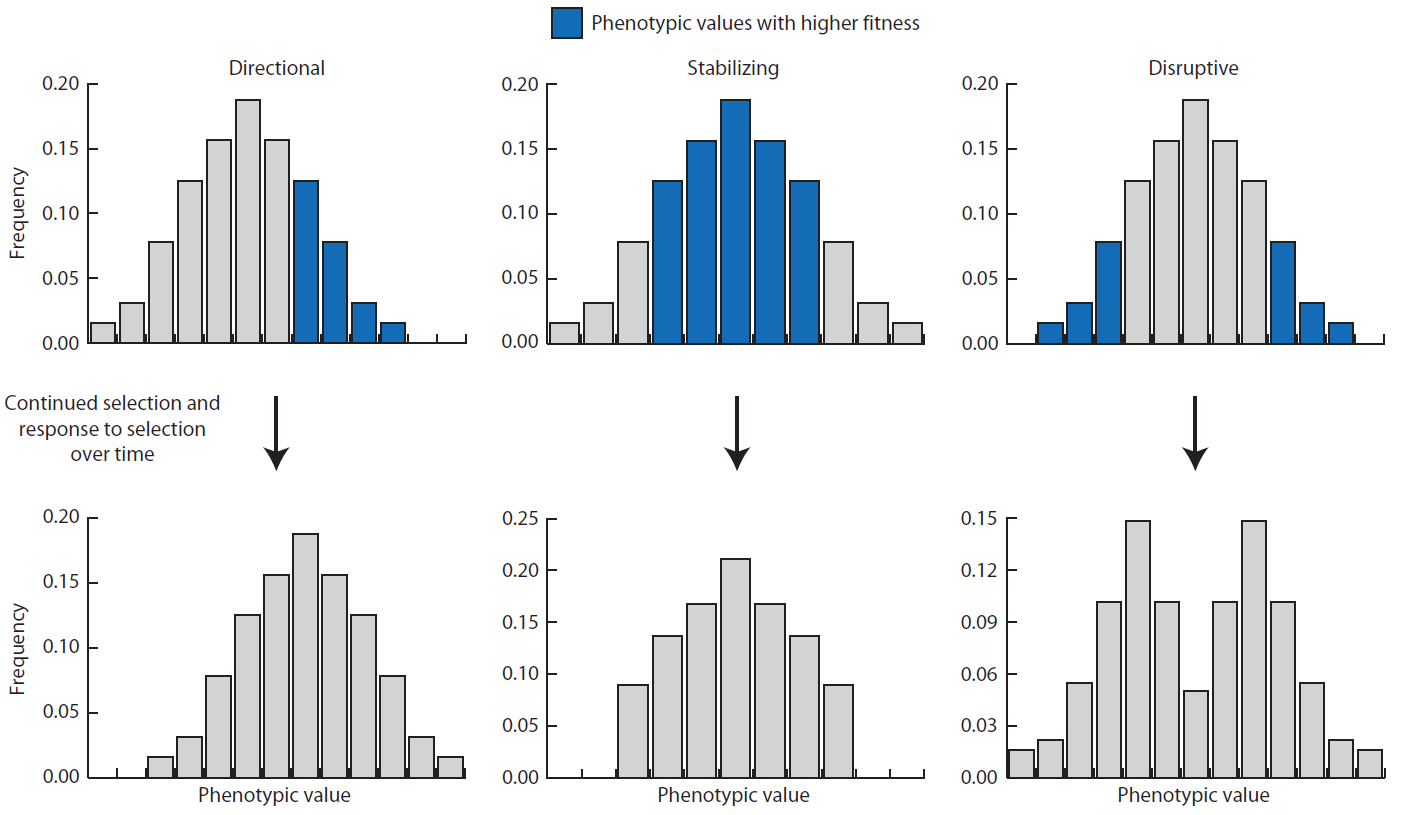 Phenotypic values with higher fitness
Directional
Stabilizing
Disruptive
Frequency
0.20
0.15
0.10
0.05
0.00
0.20
0.15
0.10
0.05
0.00
0.20
0.15
0.10
0.05
0.00
Continued selection and
response to selection
over time
Frequency
0.20
0.15
0.10
0.05
0.00
Phenotypic value
0.25
0.20
0.15
0.10
0.05
0.00
Phenotypic value
0.15
0.12
0.09
0.06
0.03
0.00
Phenotypic value